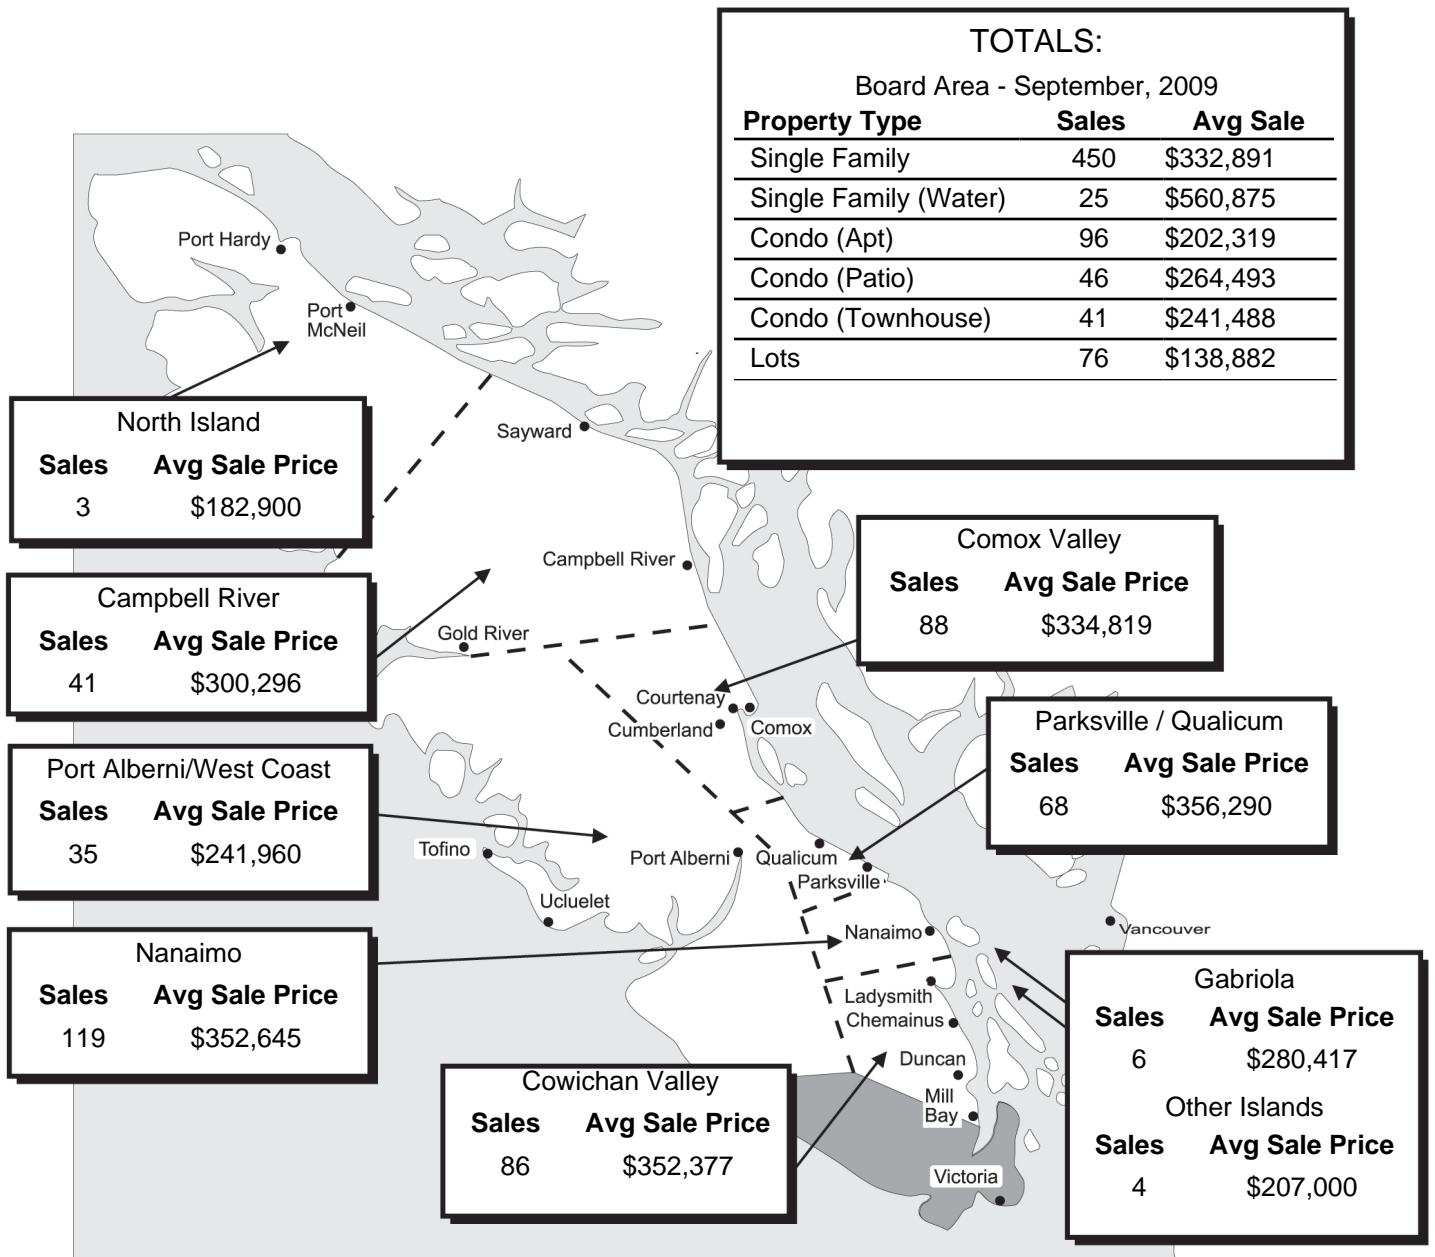 TOTALS:
Board Area - September, 2009
Property Type Sales Avg Sale
Single Family 450 $332,891
Single Family (Water) 25 $560,875
Condo (Apt) 96 $202,319
Condo (Patio) 46 $264,493
Condo (Townhouse) 41 $241,488
Lots 76 $138,882
Port Hardy
Port
McNeil
North Island
Sales Avg Sale Price
3 $182,900
Sayward
Campbell River
Comox Valley
Sales Avg Sale Price
88 $334,819
Campbell River
Sales Avg Sale Price
41 $300,296
Gold River
Courtenay
Cumberland
Comox
Parksville / Qualicum
Sales Avg Sale Price
68 $356,290
Port Alberni/West Coast
Sales Avg Sale Price
35 $241,960
Tofino
Port Alberni
Qualicum
Parksville
Ucluelet
Nanaimo
Vancouver
Nanaimo
Sales Avg Sale Price
119 $352,645
Ladysmith
Chemainus
Duncan
Mill
Bay
Gabriola
Sales Avg Sale Price
6 $280,417
Other Islands
Sales Avg Sale Price
4 $207,000
Cowichan Valley
Sales Avg Sale Price
86 $352,377
Victoria